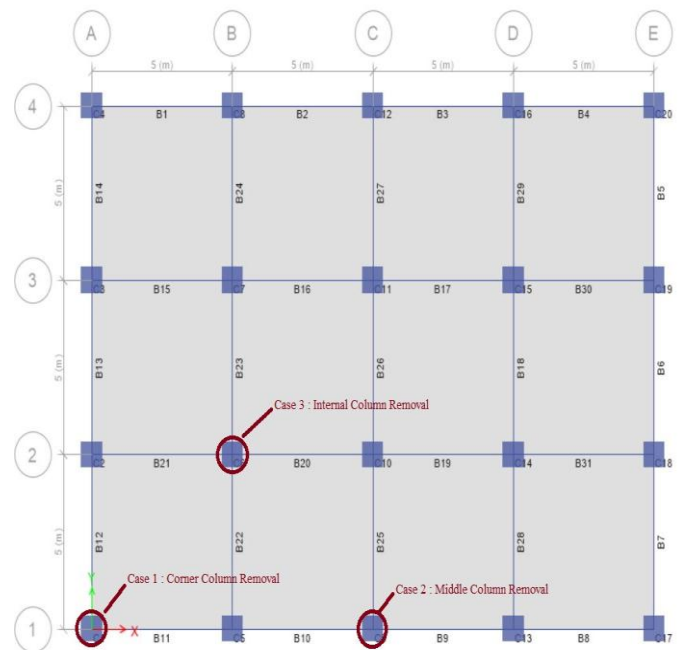 A B C D E
5 (m) 5 (m) 5 (m) 5 (m)
4 C4 B1 C8 B2 C12 B3 C16 B4 C20
5 (m) B14 B24 B27 B29 B5
3 C3 B15 C7 B16 C11 B17 C15 B30 C19
5 (m) B13 B23 B26 B18 B6
Case 3 : Internal Column Removal
2 C2 B21 B20 C10 B19 C14 B31 C18
5 (m) B12 B22 B25 B28 B7
Y
Case 1 : Corner Column Removal
Case 2 : Middle Column Removal
1 X B11 C5 B10 B9 C13 B8 C17